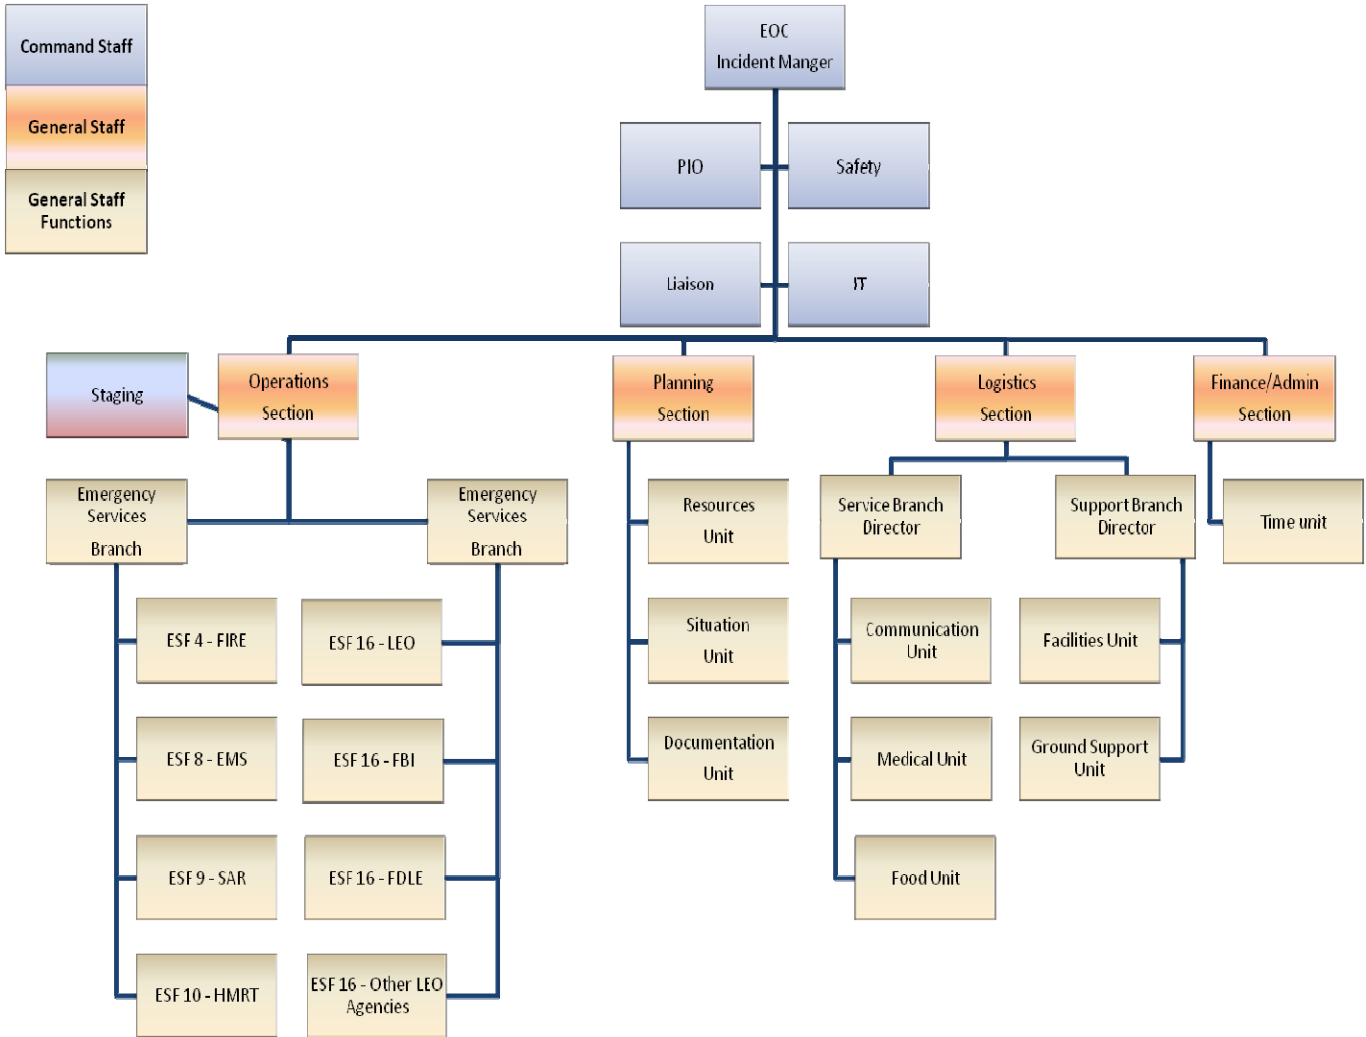 Command Staff
General Staff
General Staff
Functions
EOC
Incident Manger
PIO
Safety
Liaison
IT
Staging
Operations
Section
Planning
Section
Logistics
Section
Finance/Admin
Section
Emergency
Services
Branch
Emergency
Services
Branch
ESF 4 - FIRE
ESF 8 - EMS
ESF 9 - SAR
ESF 10 - HMRT
ESF 16 - LEO
ESF 16 - FBI
ESF 16 - FDLE
ESF 16 - Other LEO
Agencies
Resources
Unit
Situation
Unit
Documentation
Unit
Service Branch
Director
Support Branch
Director
Communication
Unit
Medical Unit
Food Unit
Facilities Unit
Ground Support
Unit
Time unit